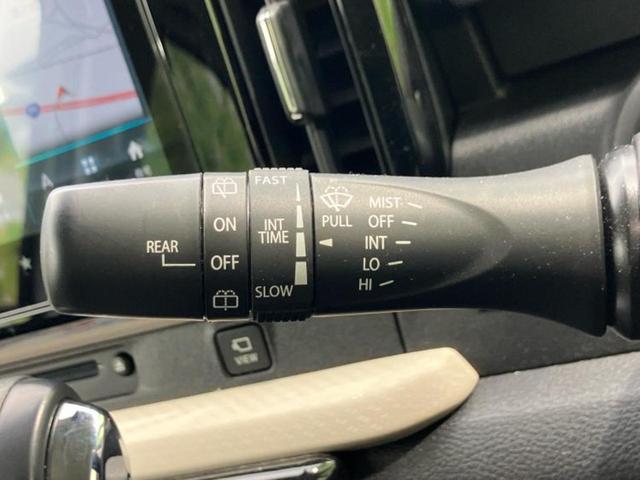 REAR
ON
OFF
FAST
INT
TIME
SLOW
PULL
MIST
OFF
INT
LO
HI
VIEW